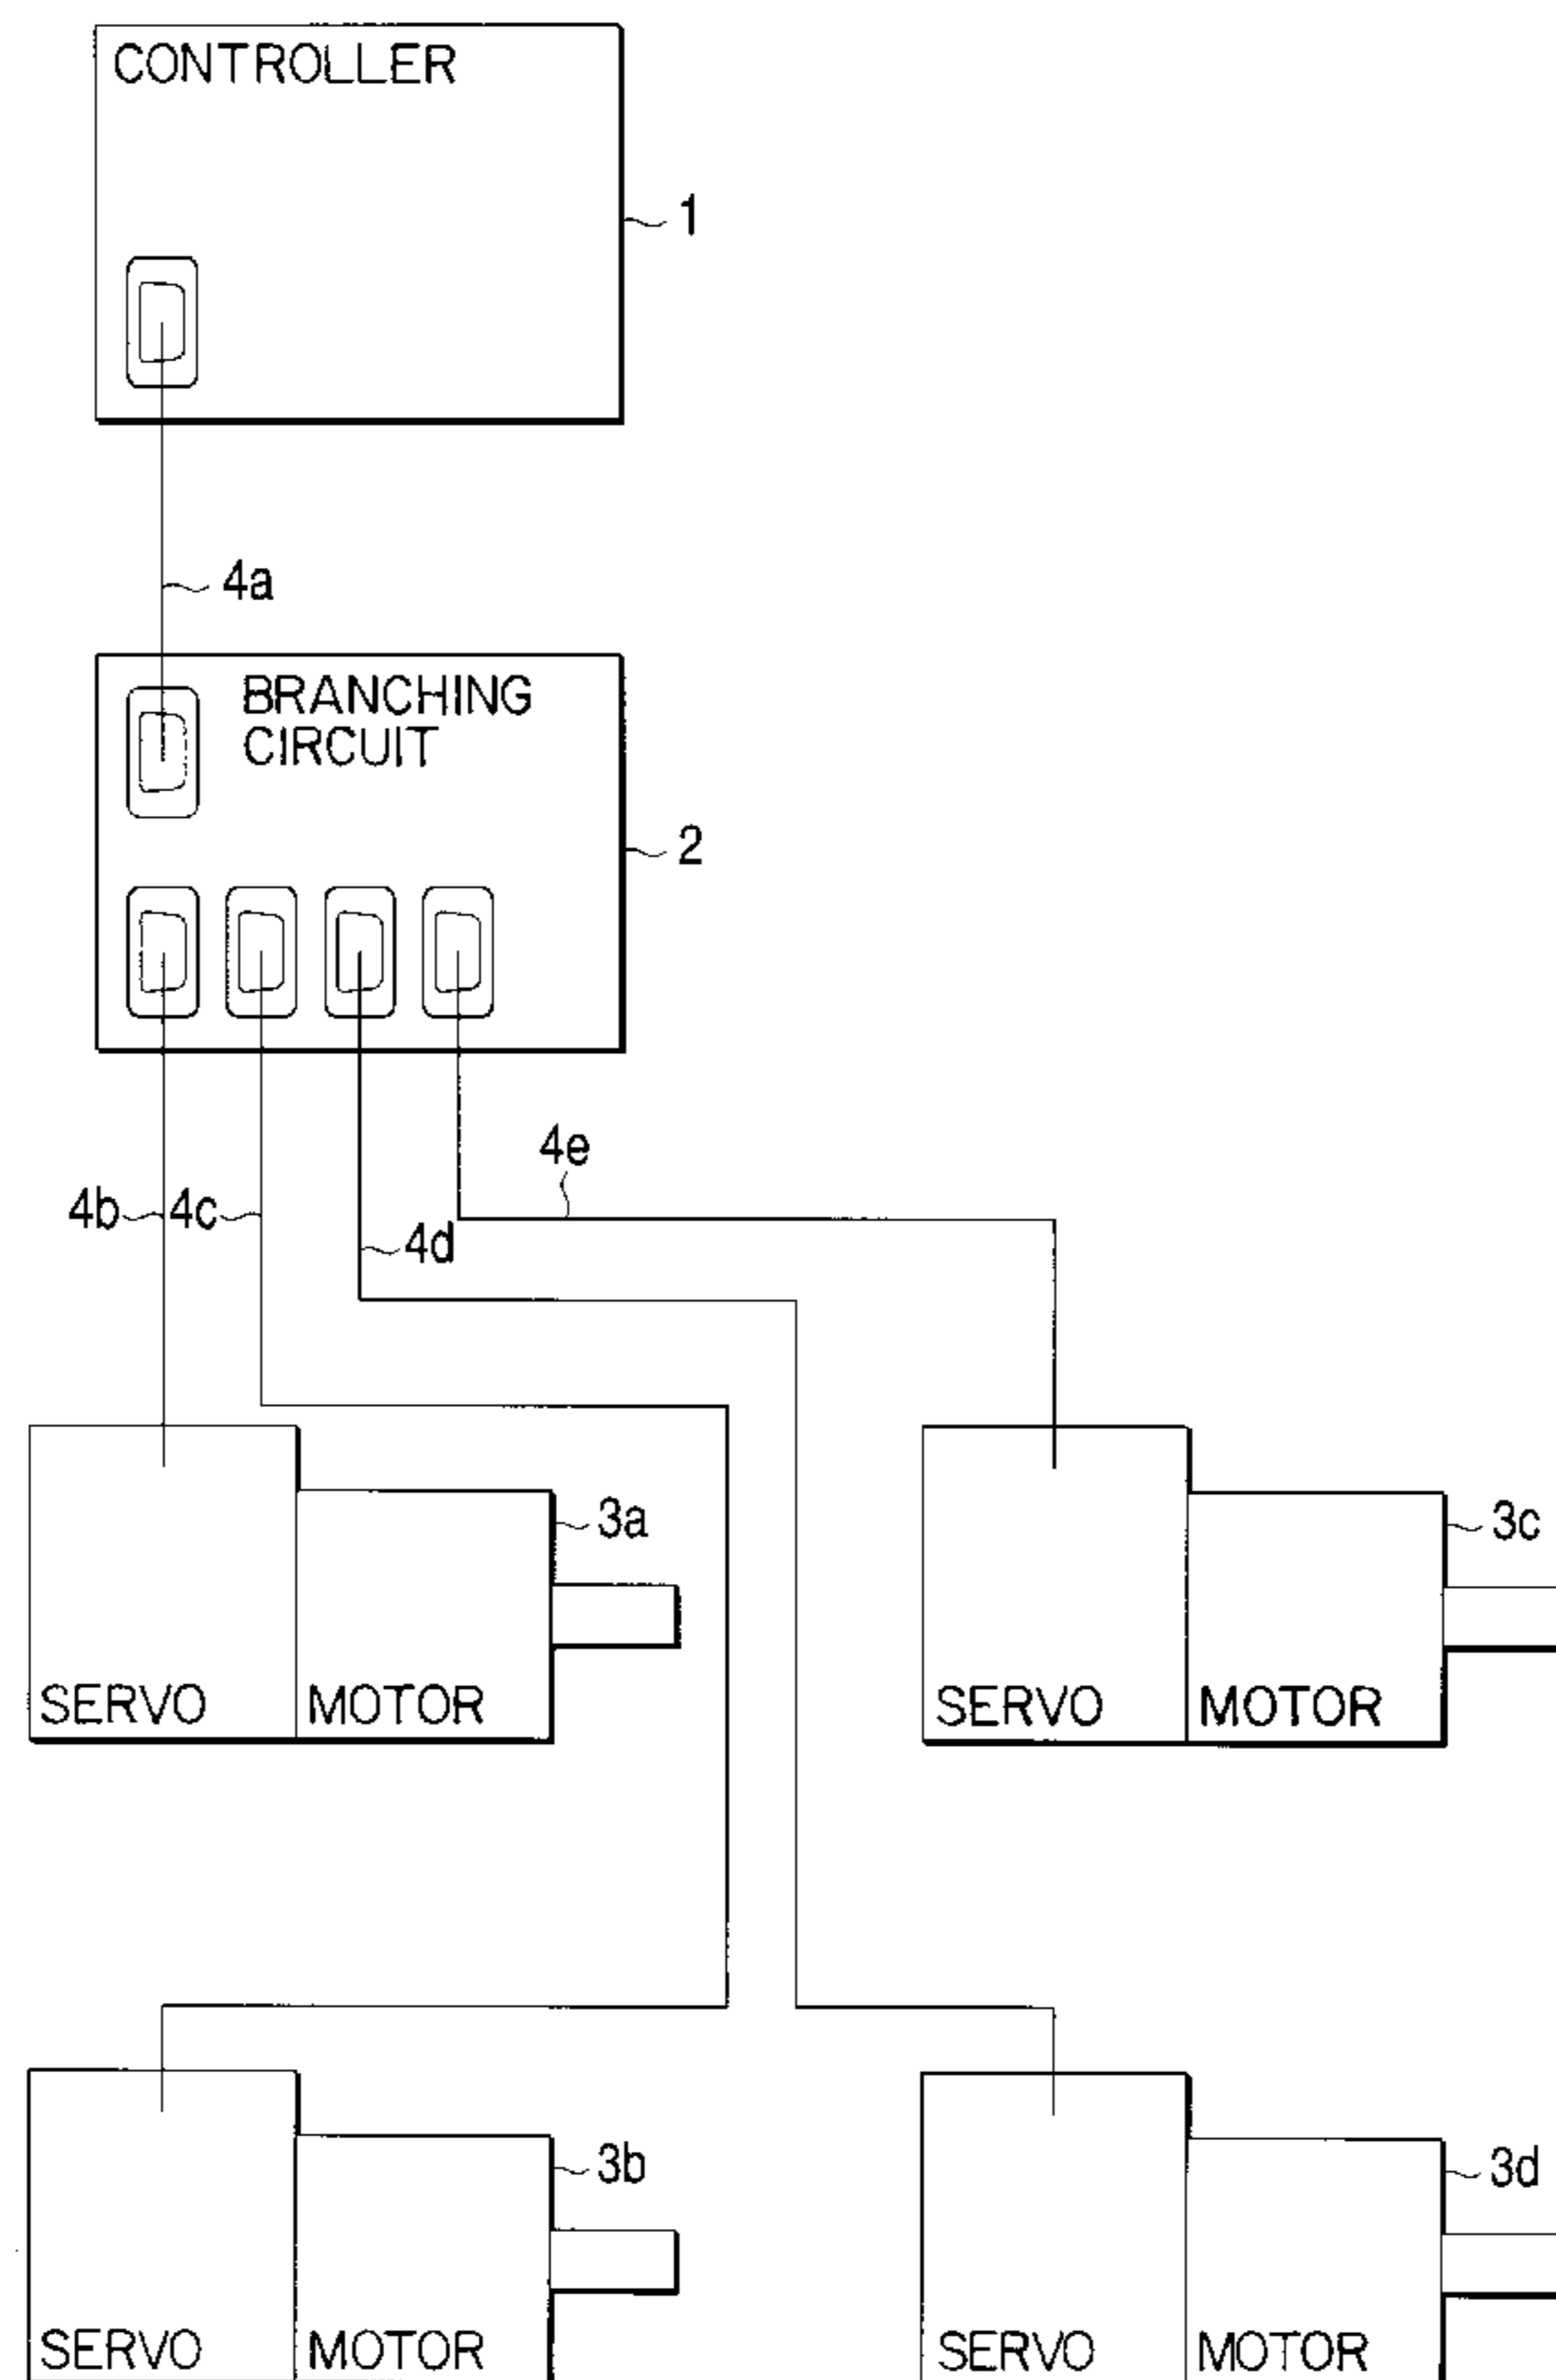 CONTROLLER
1
4a
BRANCHING
CIRCUIT
2
4e
4b
4c
4d
3a
3c
SERVO
MOTOR
SERVO
MOTOR
3b
3d
SERVO
MOTOR
SERVO
MOTOR